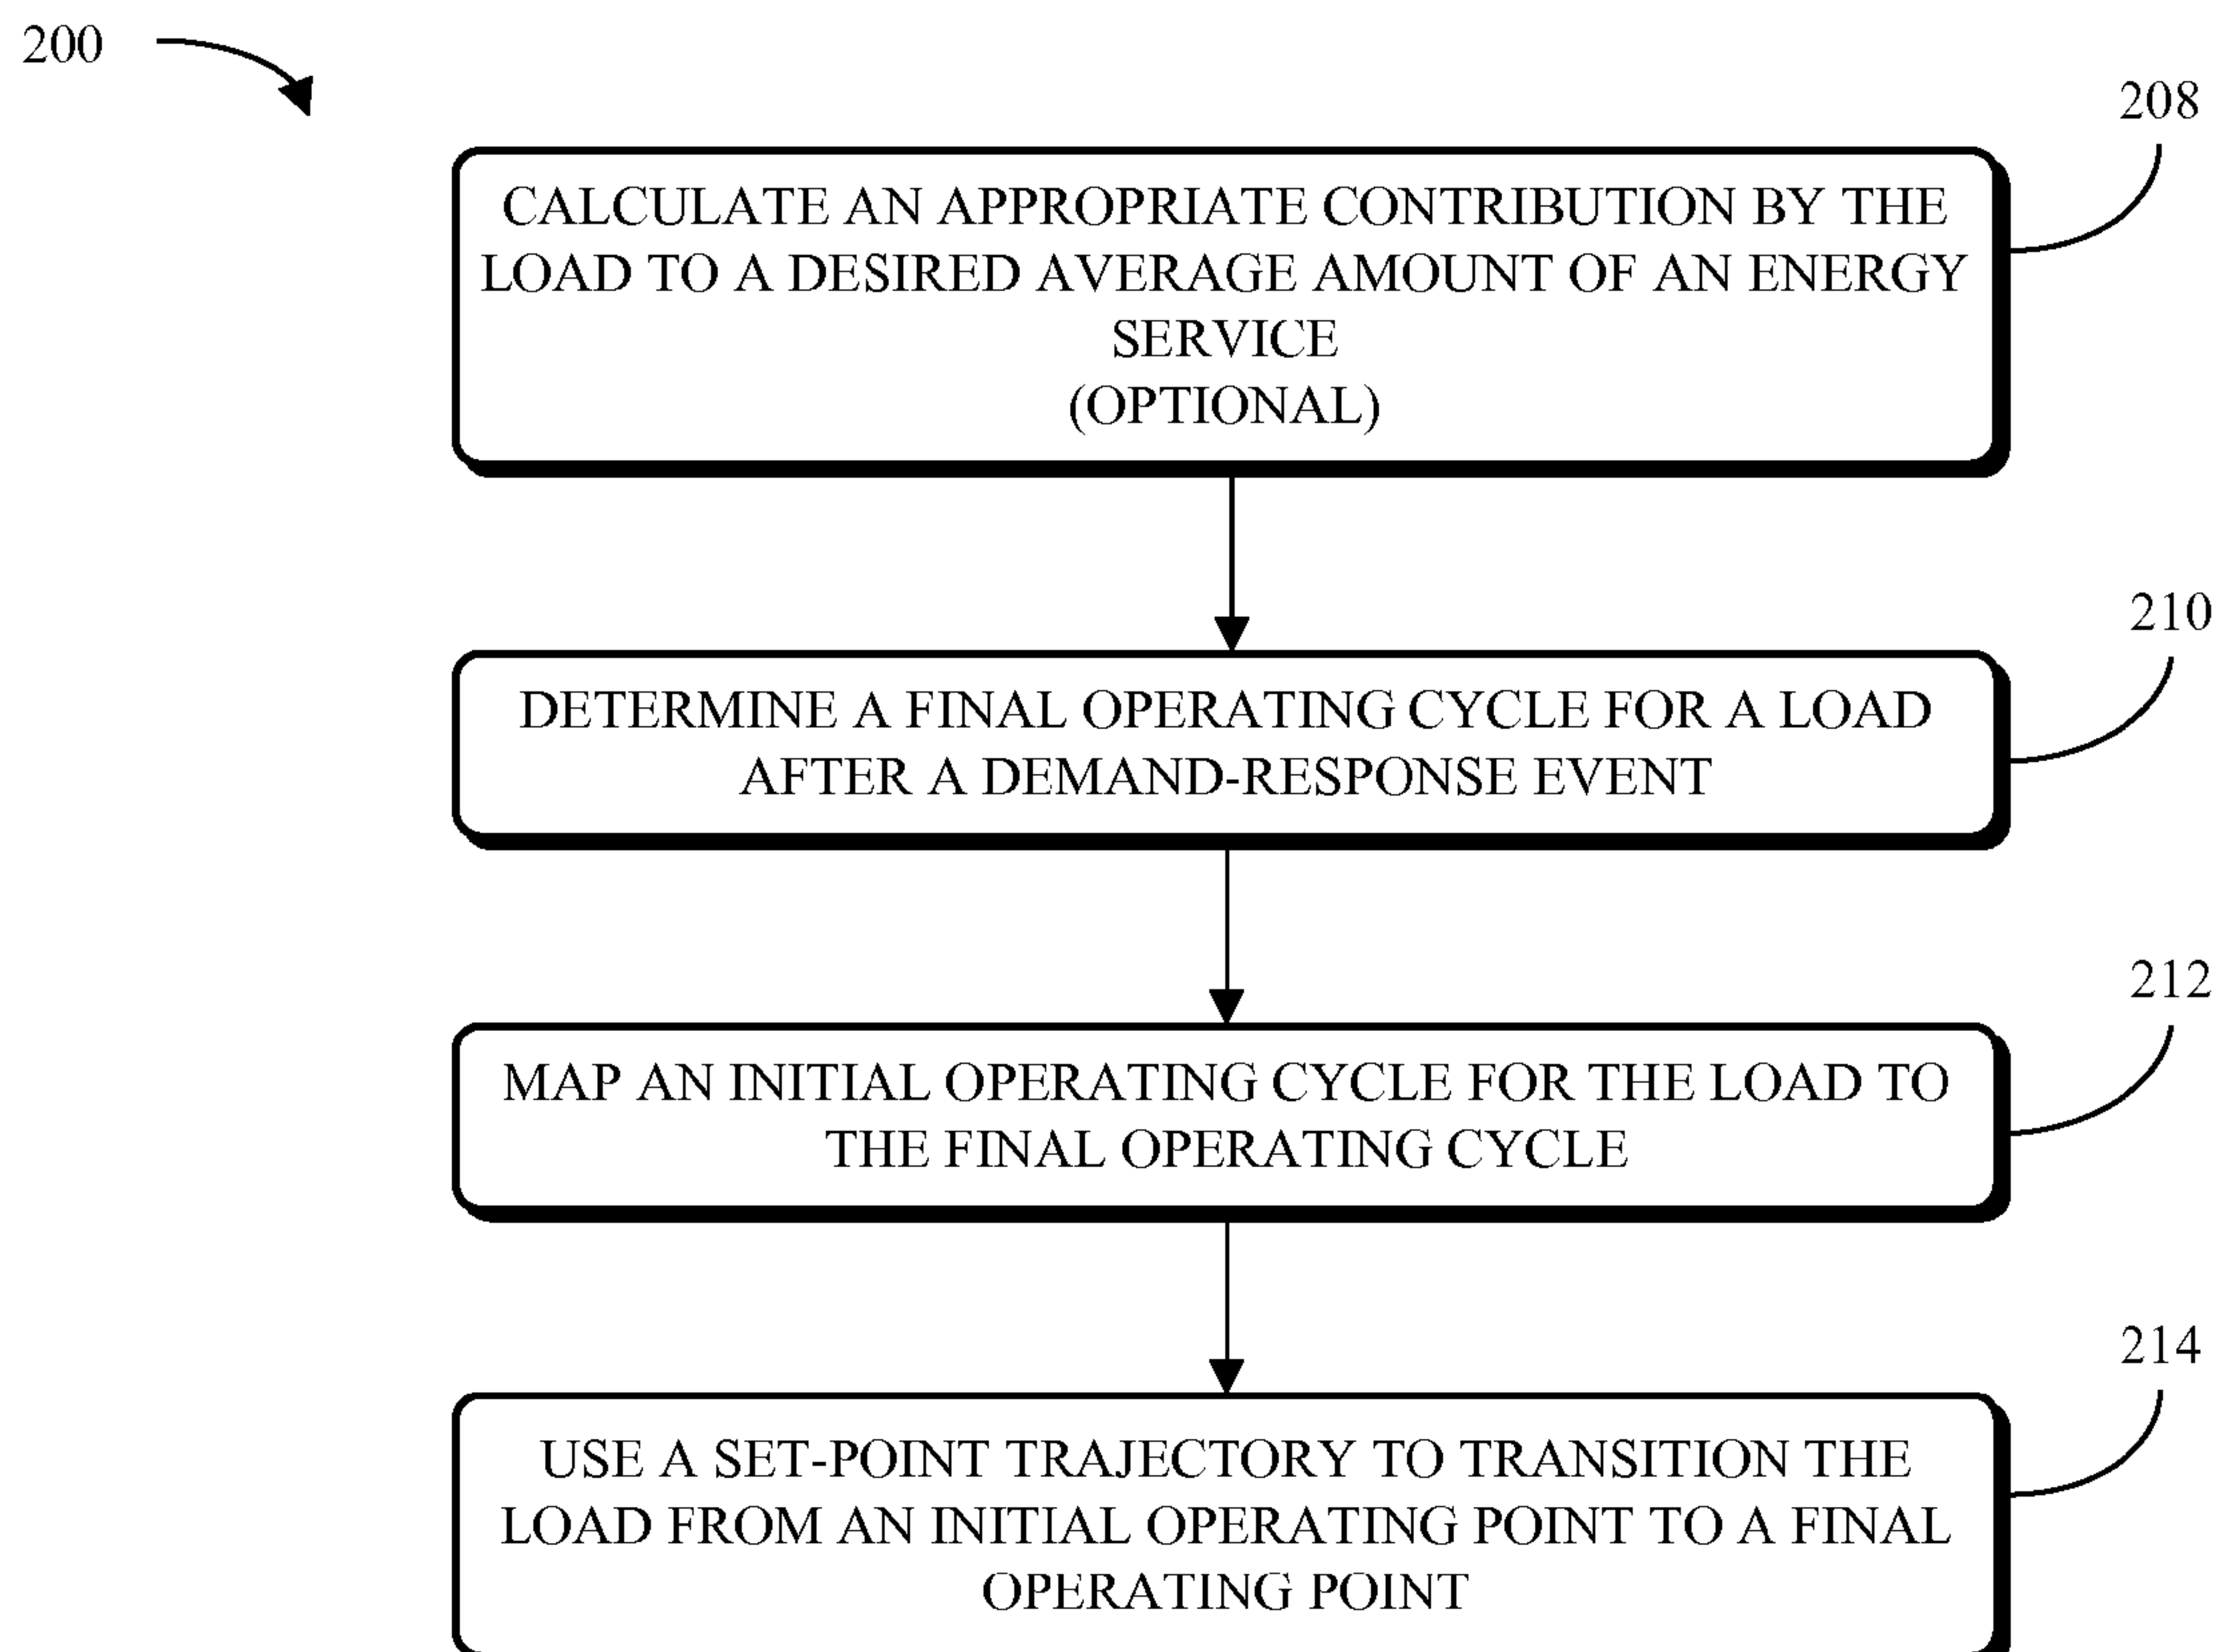 200
208
CALCULATE AN APPROPRIATE CONTRIBUTION BY THE
LOAD TO A DESIRED AVERAGE AMOUNT OF AN ENERGY
SERVICE
(OPTIONAL)
210
DETERMINE A FINAL OPERATING CYCLE FOR A LOAD
AFTER A DEMAND-RESPONSE EVENT
212
MAP AN INITIAL OPERATING CYCLE FOR THE LOAD TO
THE FINAL OPERATING CYCLE
214
USE A SET-POINT TRAJECTORY TO TRANSITION THE
LOAD FROM AN INITIAL OPERATING POINT TO A FINAL
OPERATING POINT